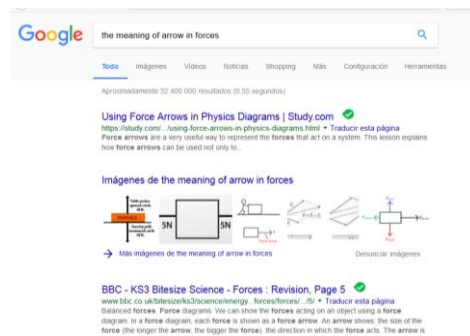 Google
the meaning of arrow in forces
Todo Imágenes Vídeos Noticias Shopping Más Configuración Herramientas
Aproximadamente 32.400.000 resultados (0,55 segundos)
Using Force Arrows in Physics Diagrams | Study.com
https://study.com/.../using-force-arrows-in-physics-diagrams.html Traducir esta página
Force arrows are a very useful way to represent the forces that act on a system. This lesson explains
how force arrows can be used not only to...
Imágenes de the meaning of arrow in forces
PHYSICS
5N 5N
Más imágenes de the meaning of arrow in forces Denunciar imágenes
BBC - KS3 Bitesize Science - Forces : Revision, Page 5
www.bbc.co.uk/bitesize/ks3/science/energy...forces/forces/.../5/ Traducir esta página
Balanced forces. Force diagrams. We can show the forces acting on an object using a force
diagram. In a force diagram, each force is shown as a force arrow. An arrow shows: the size of the
force (the longer the arrow, the bigger the force). the direction in which the force acts. The arrow is